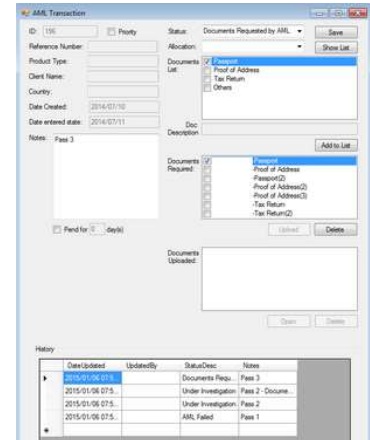 AML Transaction
ID: 196 Priority Status: Documents Requested by AML Save
Reference Number: Allocation: Show List
Product Type: Documents List: Passport
Proof of Address
Client Name: Tax Return
Others
Country:
Date Created: 2014/07/10
Date entered state: 2014/07/11 Doc Description
Notes: Pass 3 Add to List
Documents Required: -Passport
-Proof of Address
-Passport(2)
-Proof of Address(2)
-Proof of Address(3)
-Tax Return
-Tax Return(2)
Pend for 0 day(s) Upload Delete
Documents Uploaded:
Open Delete
History
DateUpdated UpdatedBy StatusDesc Notes
2015/01/06 07:5... Documents Requ... Pass 3
2015/01/06 07:5... Under Investigation Pass 2 - Docume...
2015/01/06 07:5... Under Investigation Pass 2
2015/01/06 07:5... AML Failed Pass 1